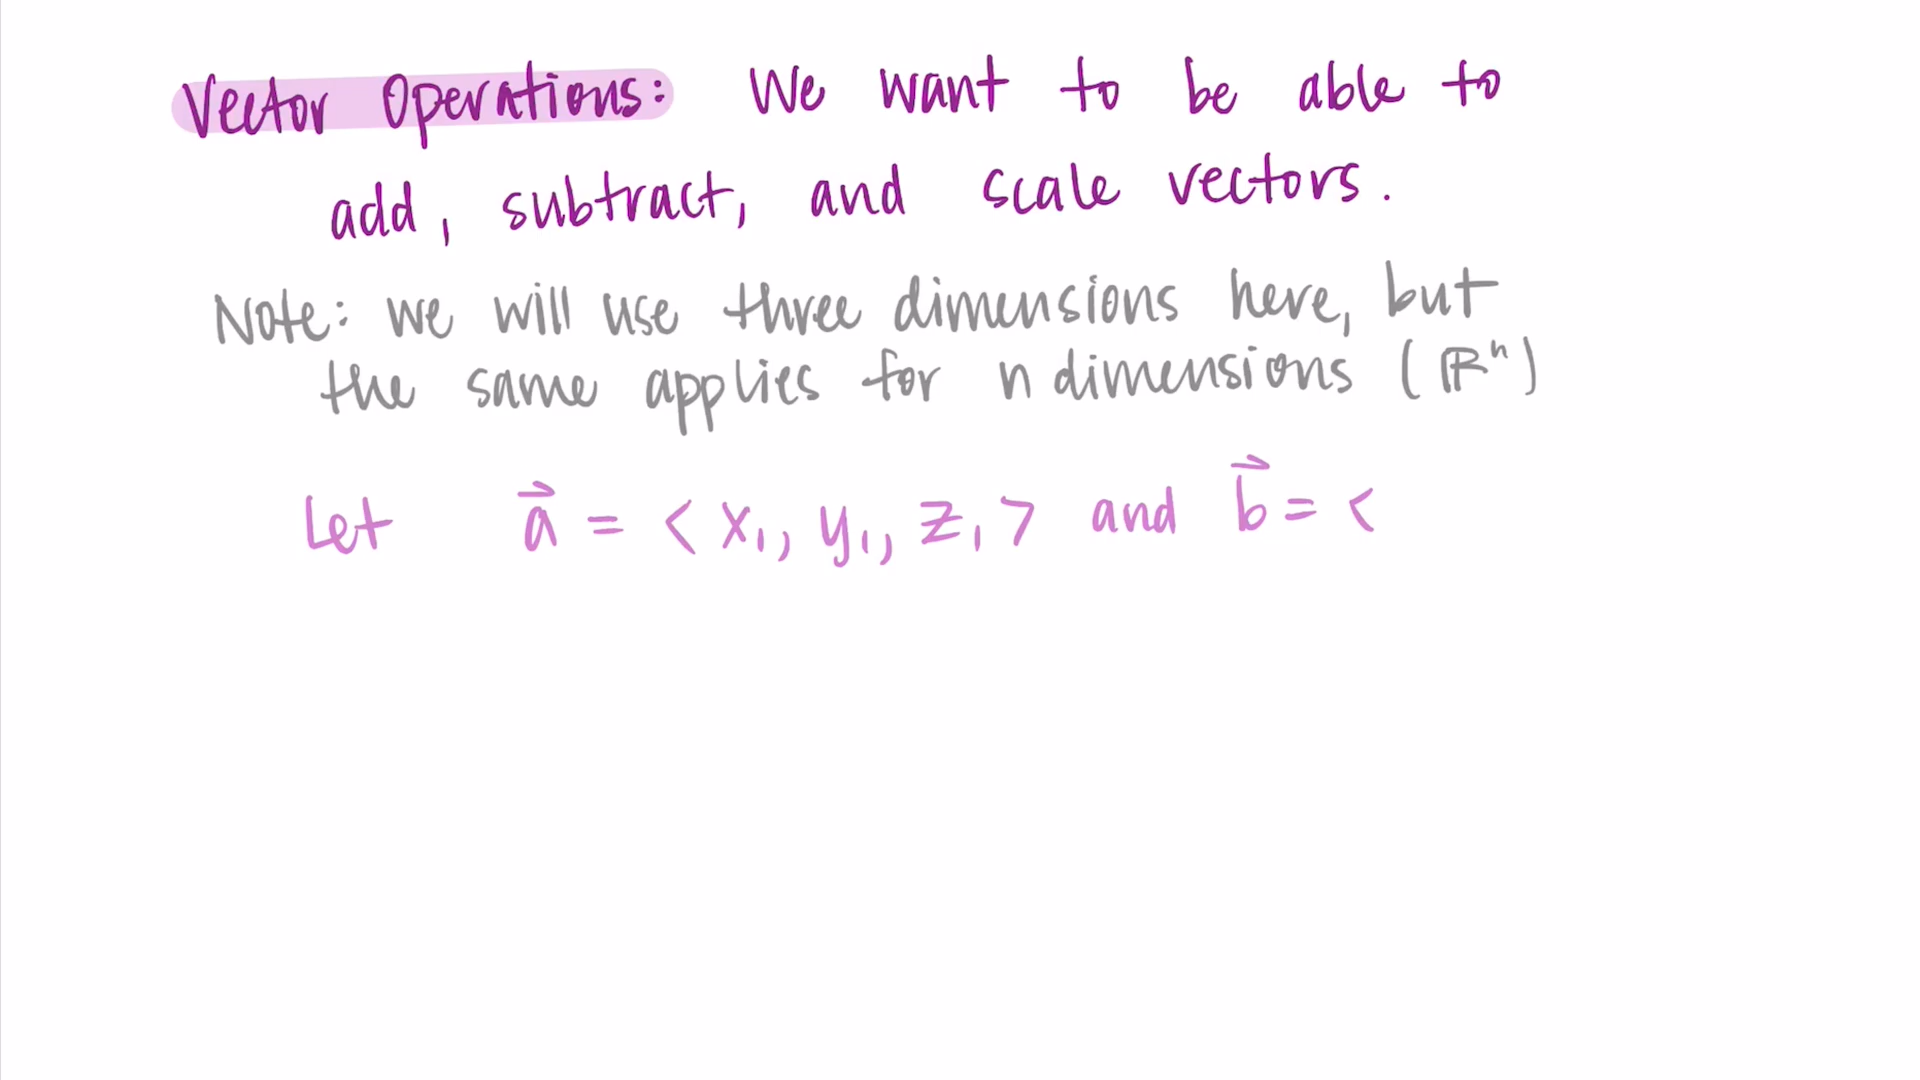 Vector Operations: We want to be able to
add, subtract, and scale vectors.
Note: we will use three dimensions here, but
the same applies for n dimensions (ℝⁿ)
Let a⃗ = < x₁, y₁, z₁ > and b⃗ = <